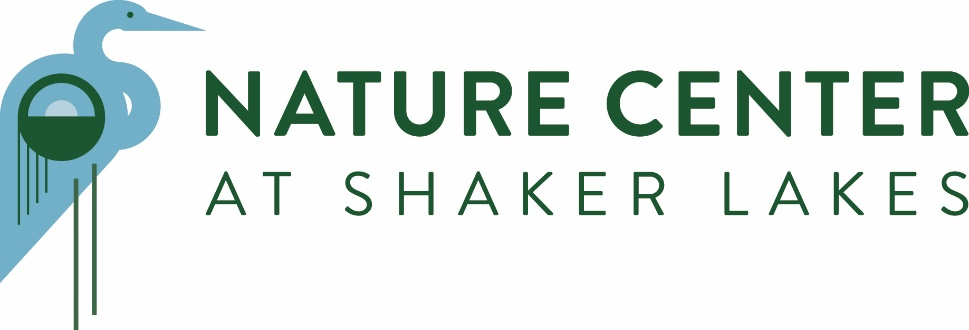 NATURE CENTER
AT SHAKER LAKES